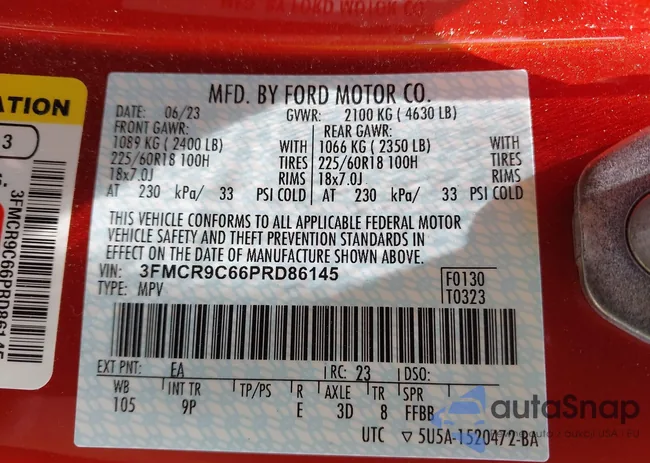 MFD. BY FORD MOTOR CO.
DATE: 06/23 GVWR: 2100 KG ( 4630 LB)
FRONT GAWR: REAR GAWR:
1089 KG ( 2400 LB) WITH 1066 KG ( 2350 LB) WITH
225/60R18 100H TIRES 225/60R18 100H TIRES
18x7.0J RIMS 18x7.0J RIMS
AT 230 kPa/ 33 PSI COLD AT 230 kPa/ 33 PSI COLD
THIS VEHICLE CONFORMS TO ALL APPLICABLE FEDERAL MOTOR
VEHICLE SAFETY AND THEFT PREVENTION STANDARDS IN
EFFECT ON THE DATE OF MANUFACTURE SHOWN ABOVE.
VIN: 3FMCR9C66PRD86145
TYPE: MPV
F0130
T0323
EXT PNT: EA RC: 23 DSO:
WB INT TR TP/PS R AXLE TR SPR
105 9P E 3D 8 FFBB
UTC ▽ 5U5A-1520472-BA
ATION
3
3FMCR9C66PRD86145
autoSnap